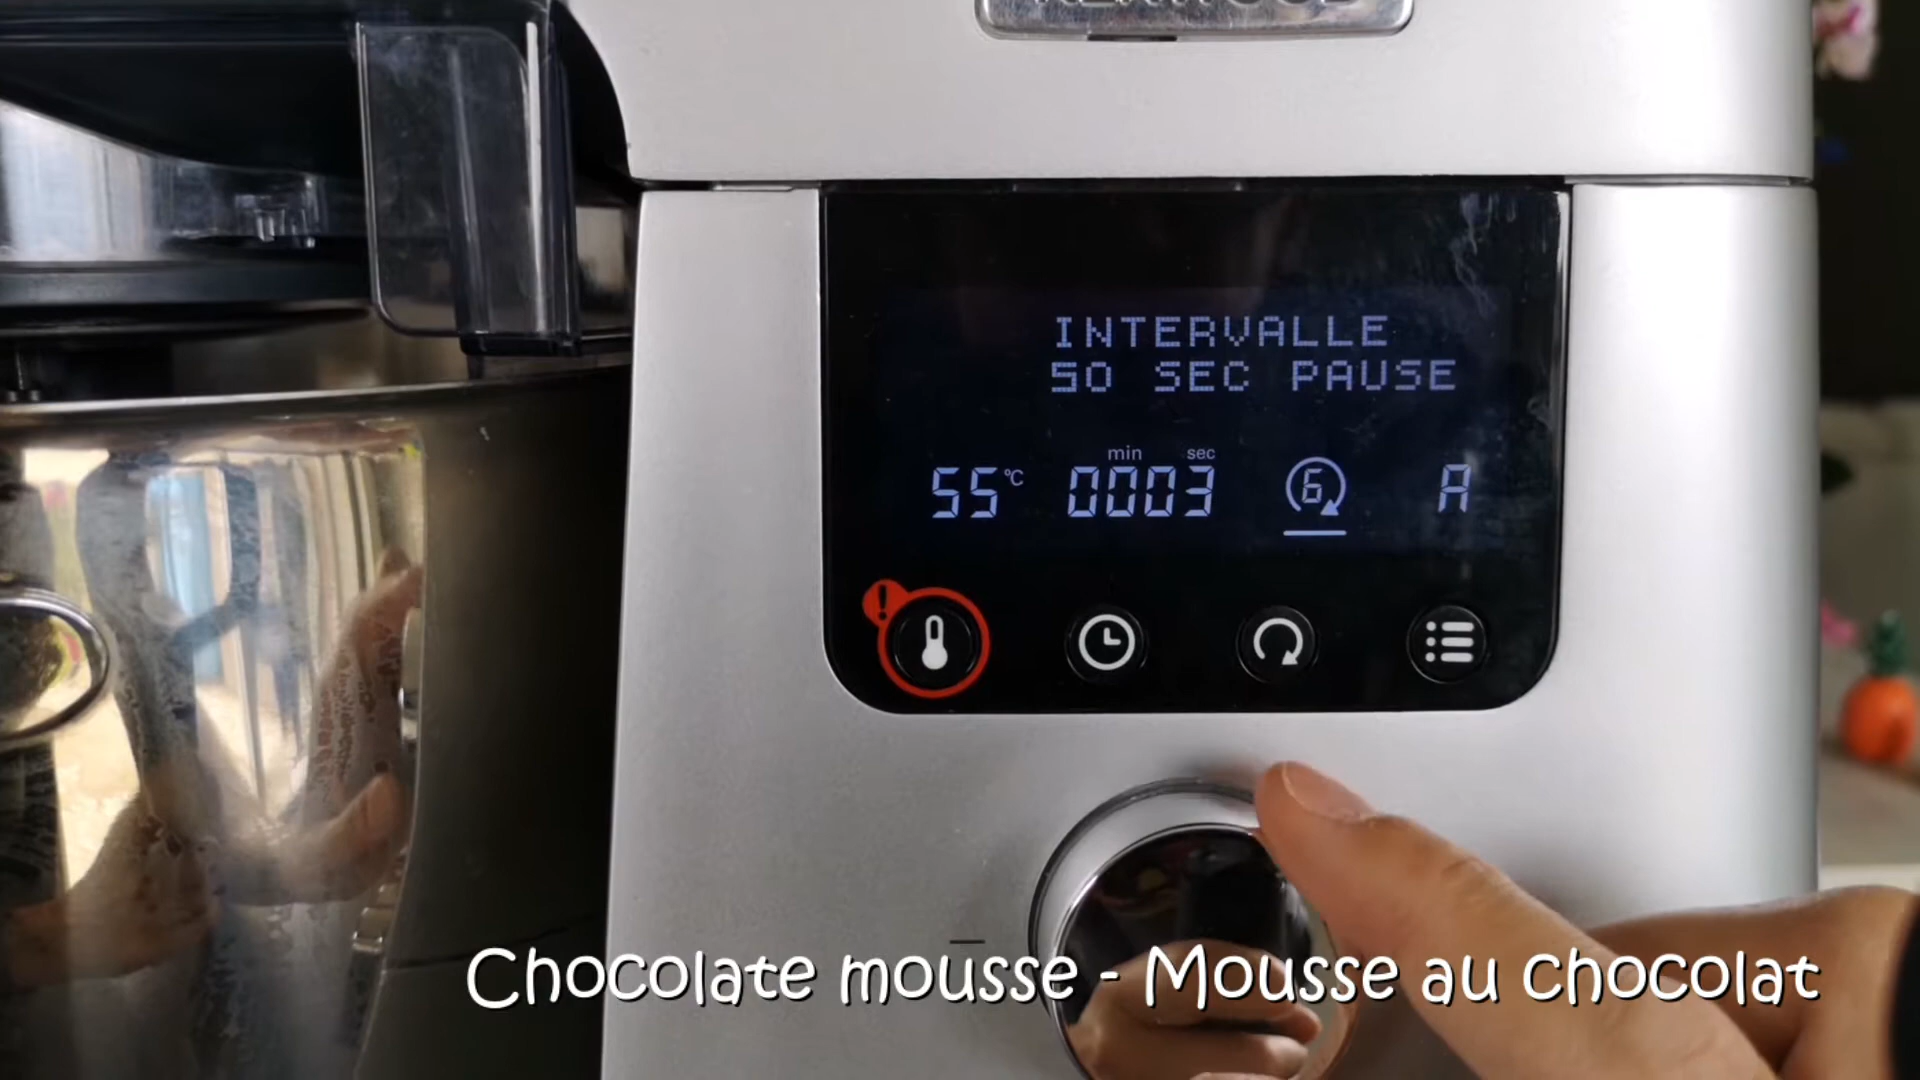 INTERVALLE
50 SEC PAUSE
min sec
55°C 0003 6 A
!
Chocolate mousse - Mousse au chocolat